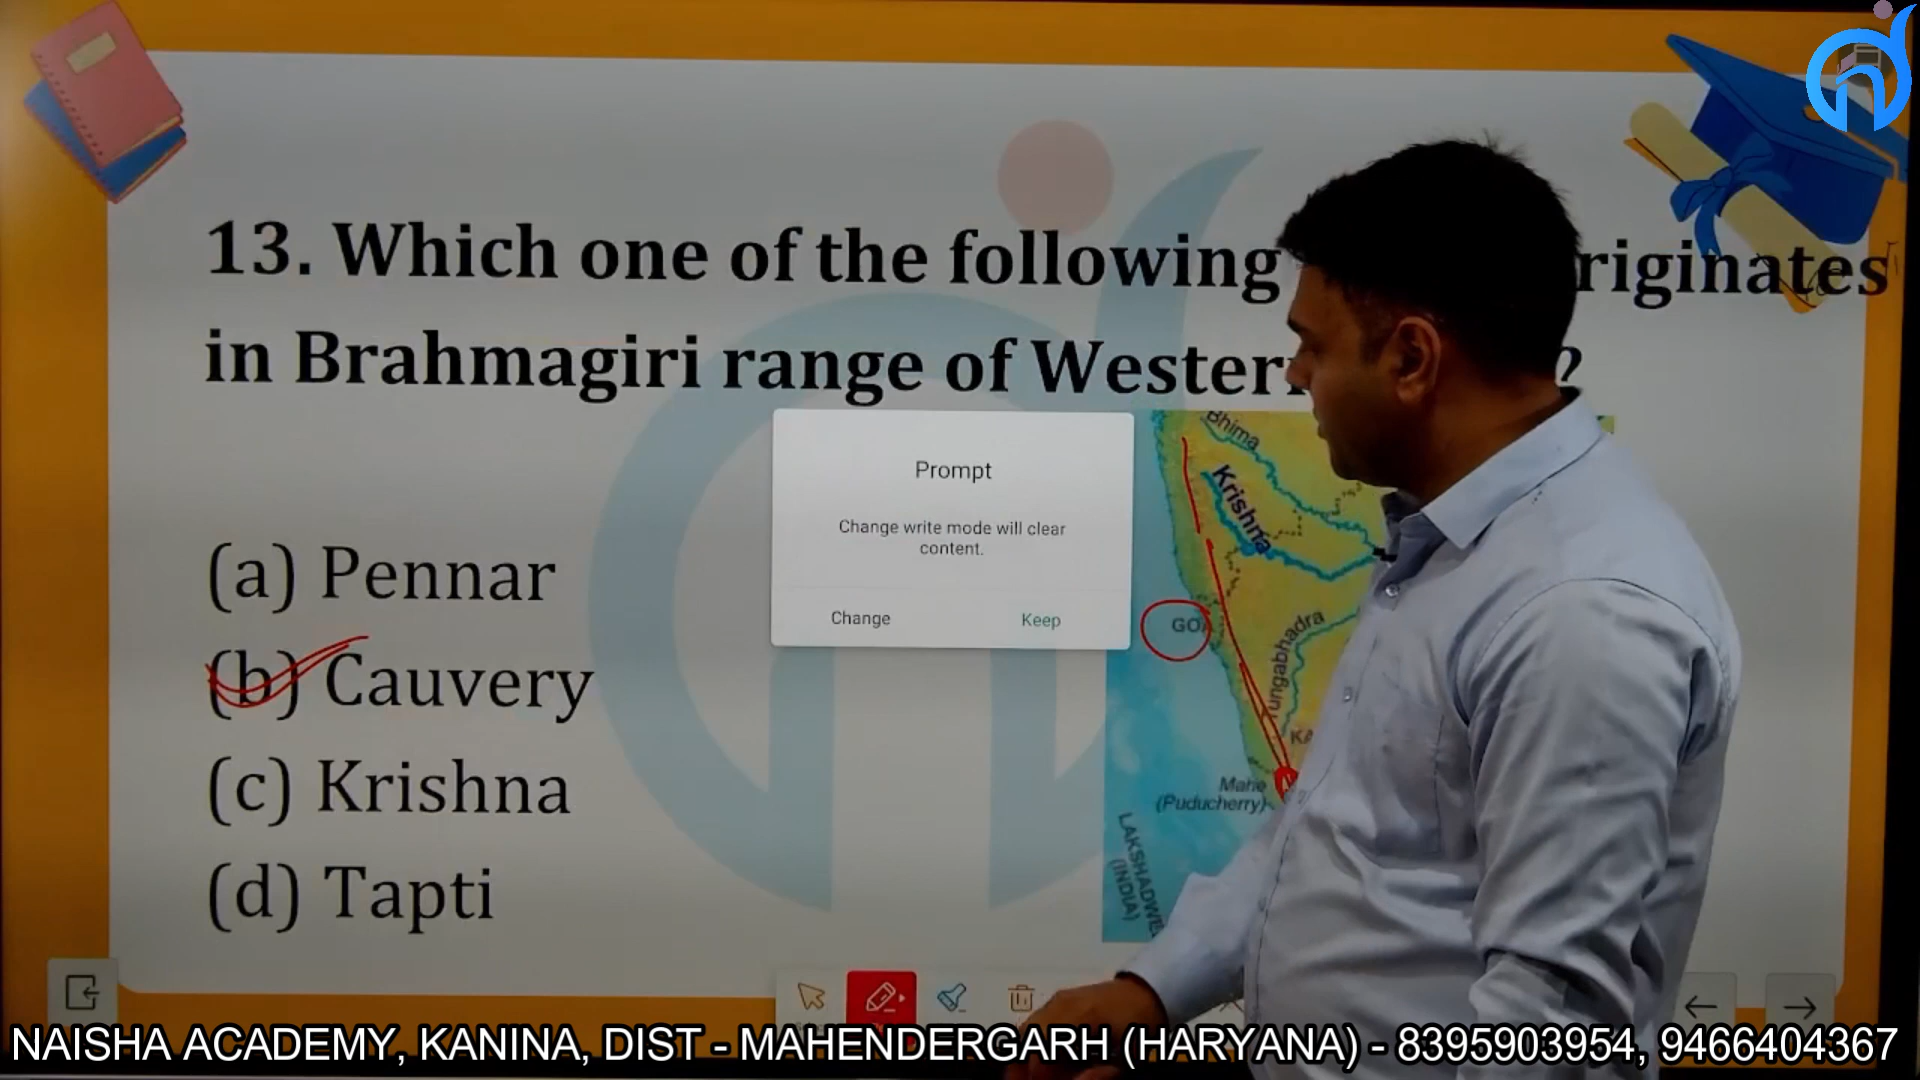 13. Which one of the following riginates
in Brahmagiri range of Wester ?
Prompt
Change write mode will clear
content.
Change Keep
(a) Pennar
(b) Cauvery
(c) Krishna
(d) Tapti
Bhima
Krishna
GO
Tungabhadra
KA
Mahe
(Puducherry)
LAKSHADWE
(INDIA)
NAISHA ACADEMY, KANINA, DIST - MAHENDERGARH (HARYANA) - 8395903954, 9466404367